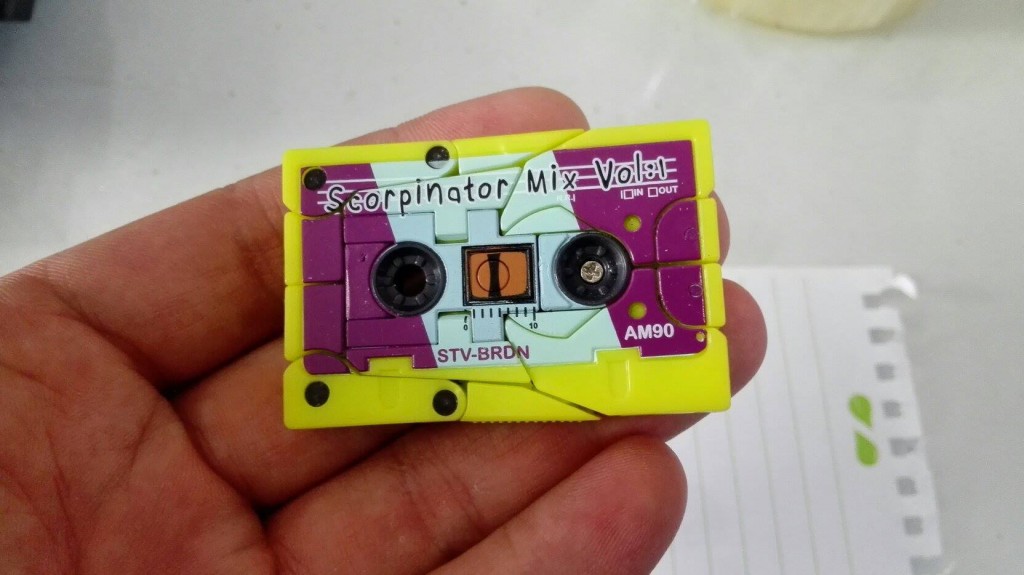 Scorpinator Mix Vol:1
IN OUT
0 10
AM90
STV-BRDN